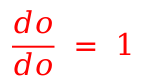 do/do = 1